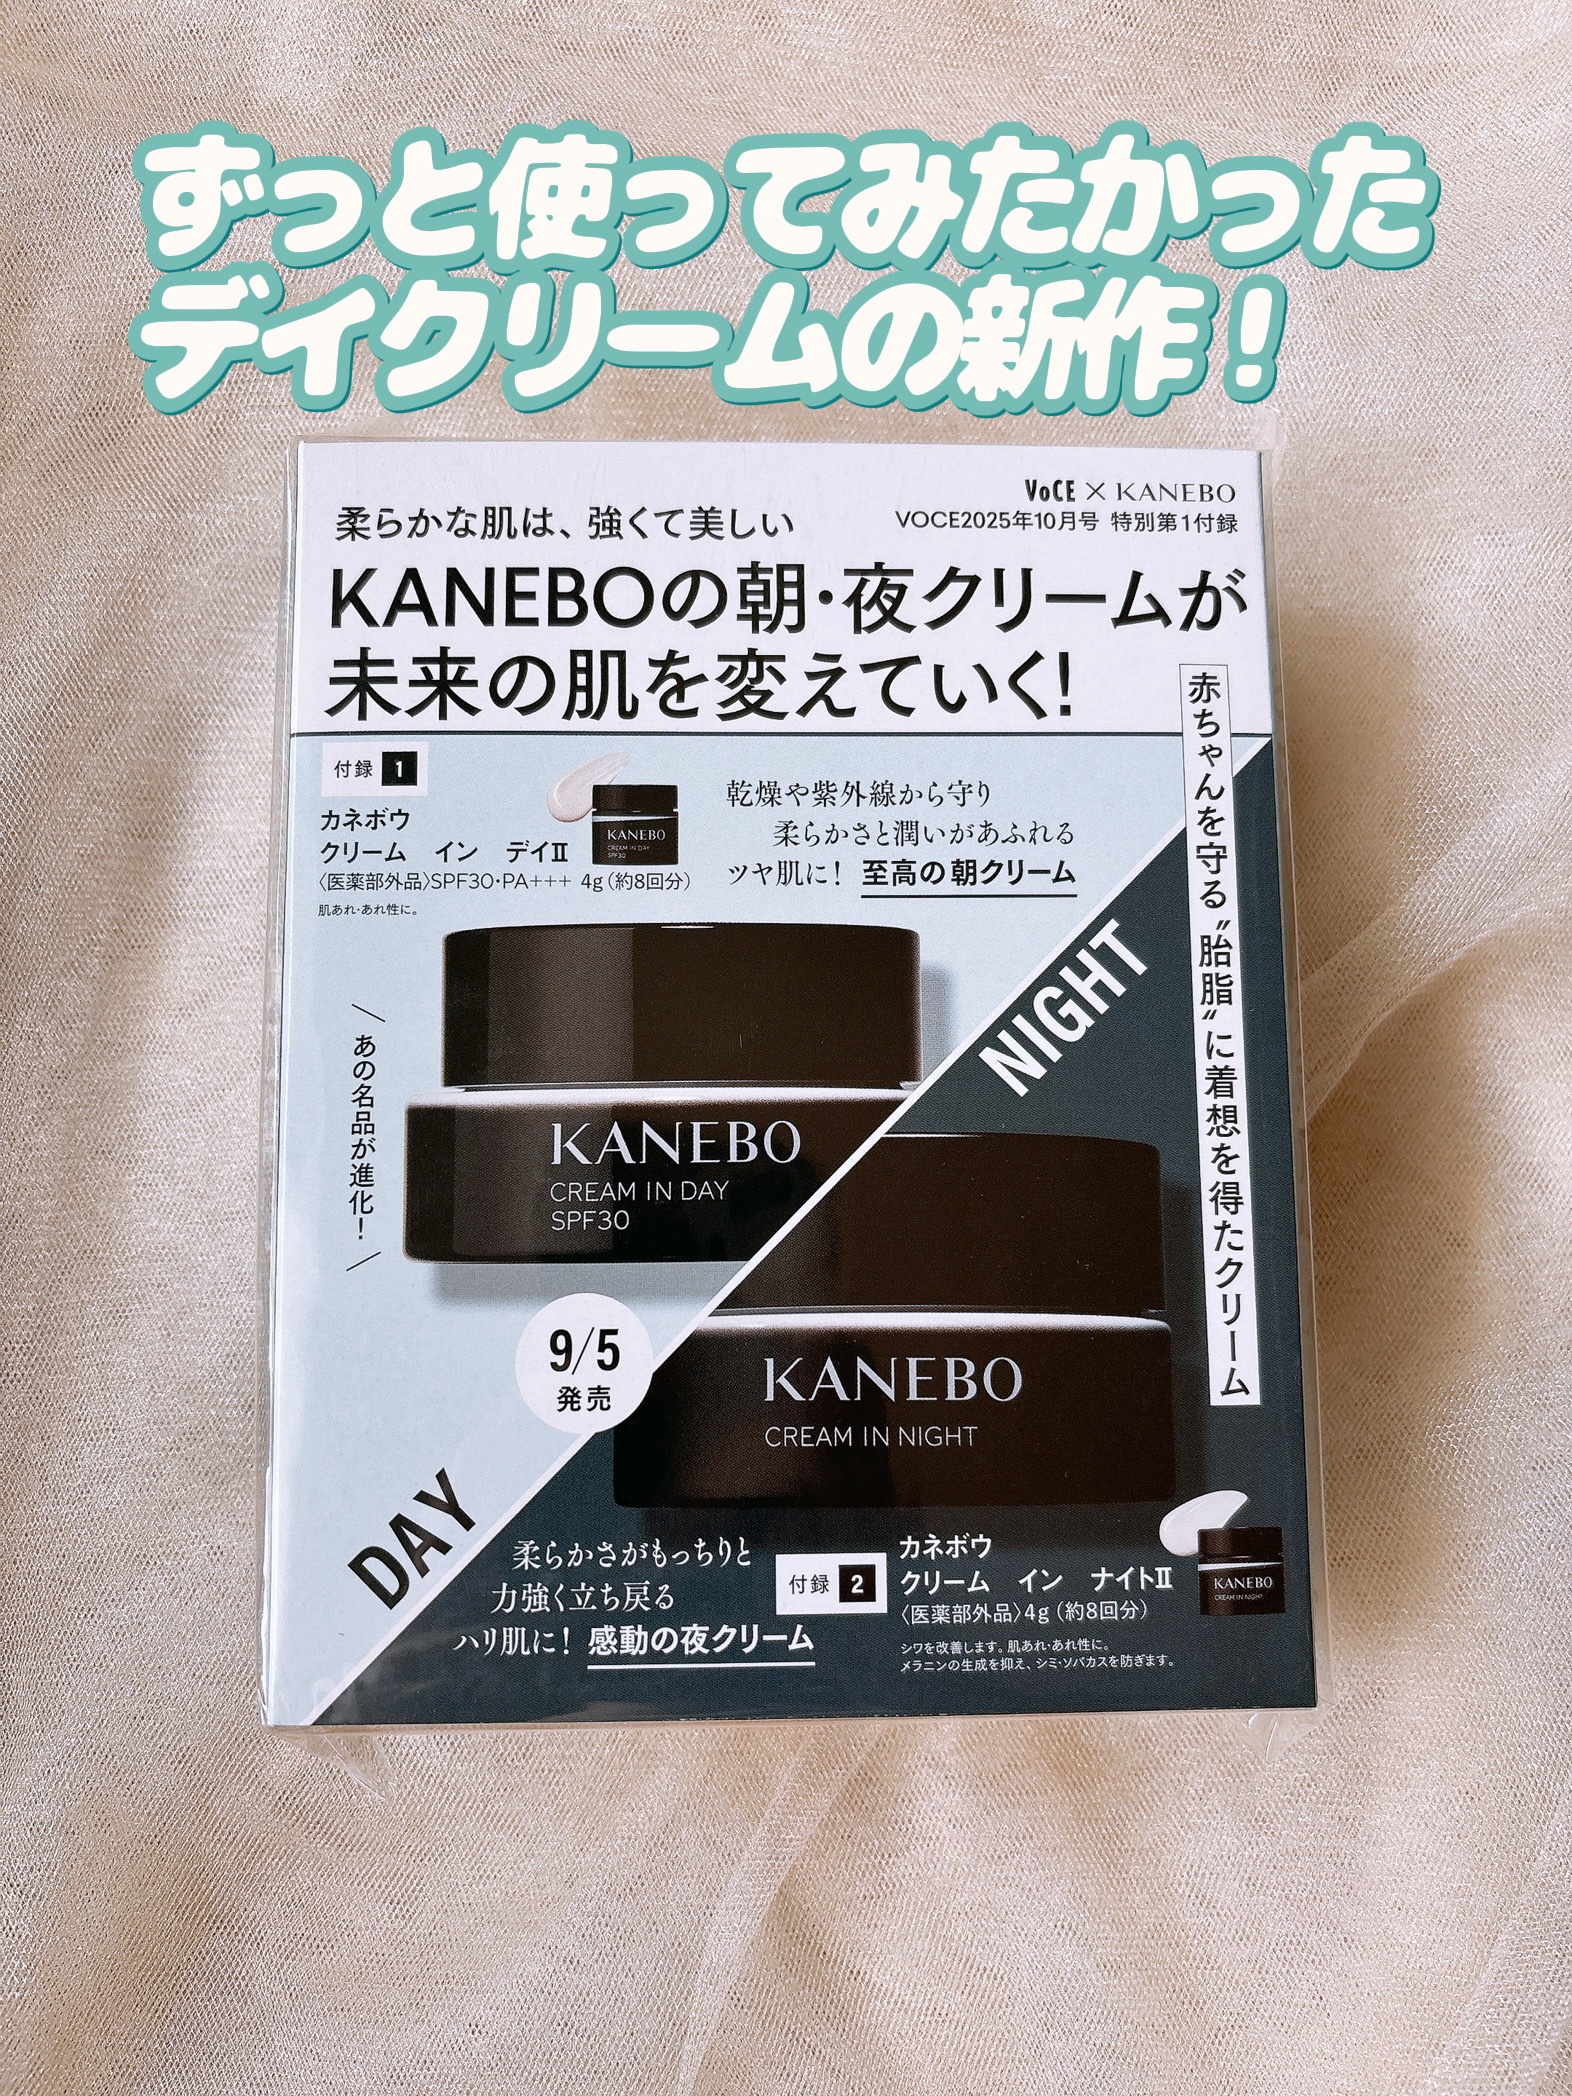 ずっと使ってみたかった
デイクリームの新作！
VOCE × KANEBO
VOCE2025年10月号 特別第1付録
柔らかな肌は、強くて美しい
KANEBOの朝・夜クリームが
未来の肌を変えていく!
赤ちゃんを守る〝胎脂〟に着想を得たクリーム
付録 1
カネボウ
クリーム イン デイⅡ
〈医薬部外品〉SPF30・PA+++ 4g（約8回分）
肌あれ・あれ性に。
KANEBO
CREAM IN DAY
SPF30
乾燥や紫外線から守り
柔らかさと潤いがあふれる
ツヤ肌に！ 至高の朝クリーム
あの名品が進化！
NIGHT
KANEBO
CREAM IN DAY
SPF30
9/5
発売
KANEBO
CREAM IN NIGHT
DAY
柔らかさがもっちりと
力強く立ち戻る
ハリ肌に！ 感動の夜クリーム
付録 2
カネボウ
クリーム イン ナイトⅡ
〈医薬部外品〉4g（約8回分）
シワを改善します。肌あれ・あれ性に。
メラニンの生成を抑え、シミ・ソバカスを防ぎます。
KANEBO
CREAM IN NIGHT